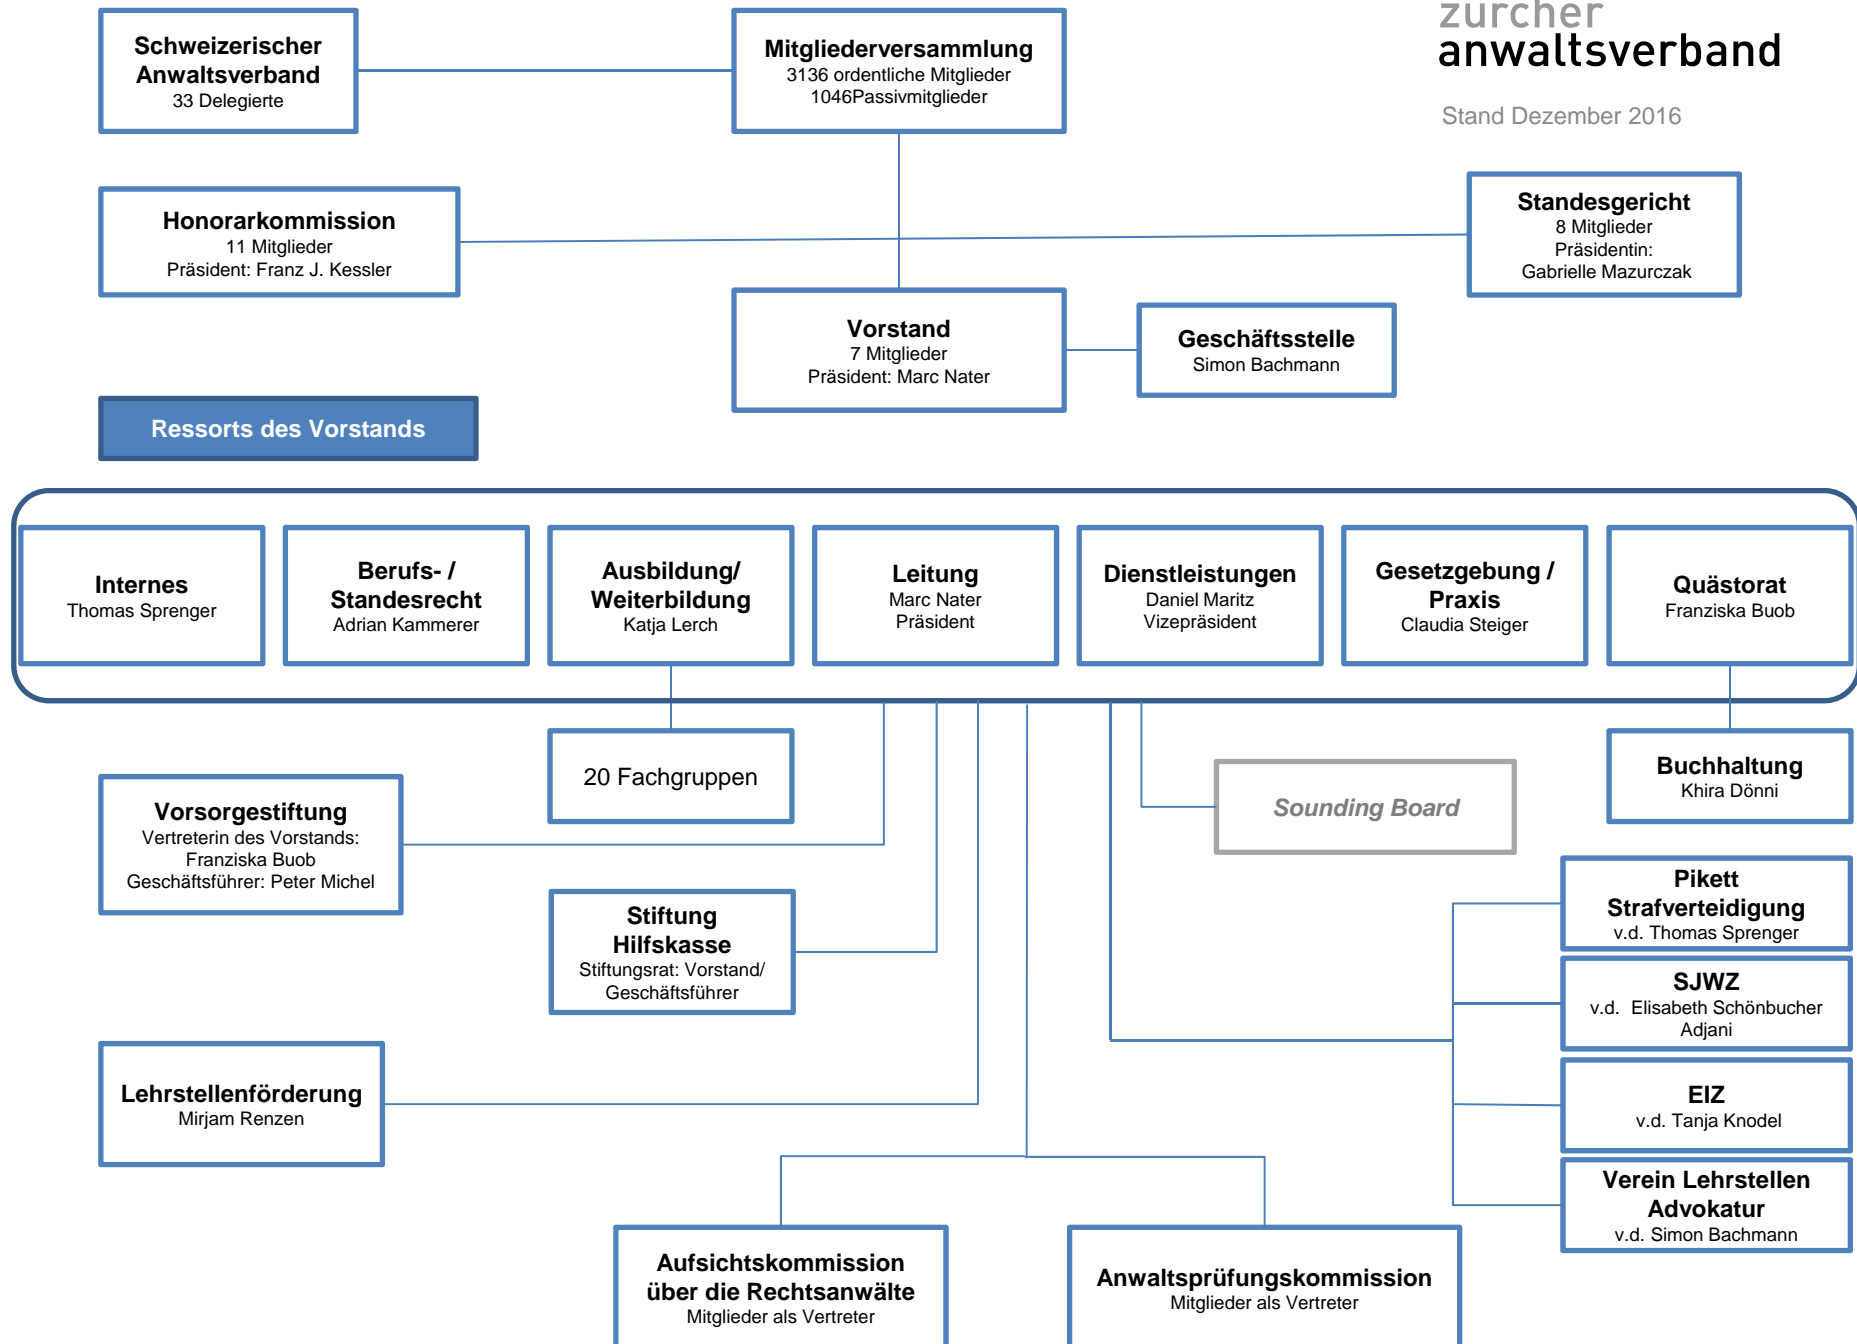 zürcher
anwaltsverband
Stand Dezember 2016
Schweizerischer
Anwaltsverband
33 Delegierte
Mitgliederversammlung
3136 ordentliche Mitglieder
1046Passivmitglieder
Honorarkommission
11 Mitglieder
Präsident: Franz J. Kessler
Standesgericht
8 Mitglieder
Präsidentin:
Gabrielle Mazurczak
Vorstand
7 Mitglieder
Präsident: Marc Nater
Geschäftsstelle
Simon Bachmann
Ressorts des Vorstands
Internes
Thomas Sprenger
Berufs- /
Standesrecht
Adrian Kammerer
Ausbildung/
Weiterbildung
Katja Lerch
Leitung
Marc Nater
Präsident
Dienstleistungen
Daniel Maritz
Vizepräsident
Gesetzgebung /
Praxis
Claudia Steiger
Quästorat
Franziska Buob
20 Fachgruppen
Sounding Board
Buchhaltung
Khira Dönni
Vorsorgestiftung
Vertreterin des Vorstands:
Franziska Buob
Geschäftsführer: Peter Michel
Stiftung
Hilfskasse
Stiftungsrat: Vorstand/
Geschäftsführer
Pikett
Strafverteidigung
v.d. Thomas Sprenger
SJWZ
v.d. Elisabeth Schönbucher
Adjani
EIZ
v.d. Tanja Knodel
Verein Lehrstellen
Advokatur
v.d. Simon Bachmann
Lehrstellenförderung
Mirjam Renzen
Aufsichtskommission
über die Rechtsanwälte
Mitglieder als Vertreter
Anwaltsprüfungskommission
Mitglieder als Vertreter